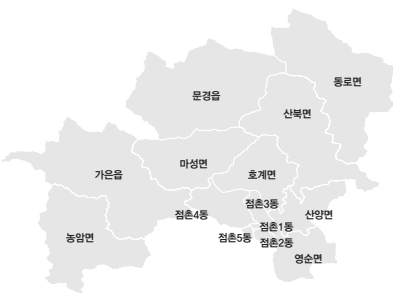 동로면
문경읍
산북면
마성면
가은읍
호계면
점촌3동
점촌4동
산양면
점촌1동
농암면
점촌5동
점촌2동
영순면